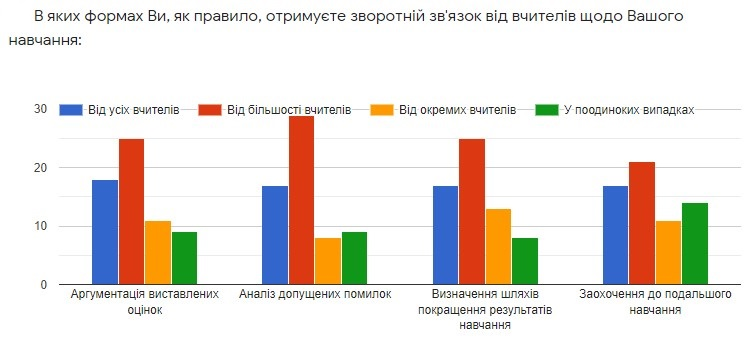 В яких формах Ви, як правило, отримуєте зворотній зв'язок від вчителів щодо Вашого
навчання:
30
Від усіх вчителів Від більшості вчителів Від окремих вчителів У поодиноких випадках
20
10
0
Аргументація виставлених
оцінок
Аналіз допущених помилок
Визначення шляхів
покращення результатів
навчання
Заохочення до подальшого
навчання